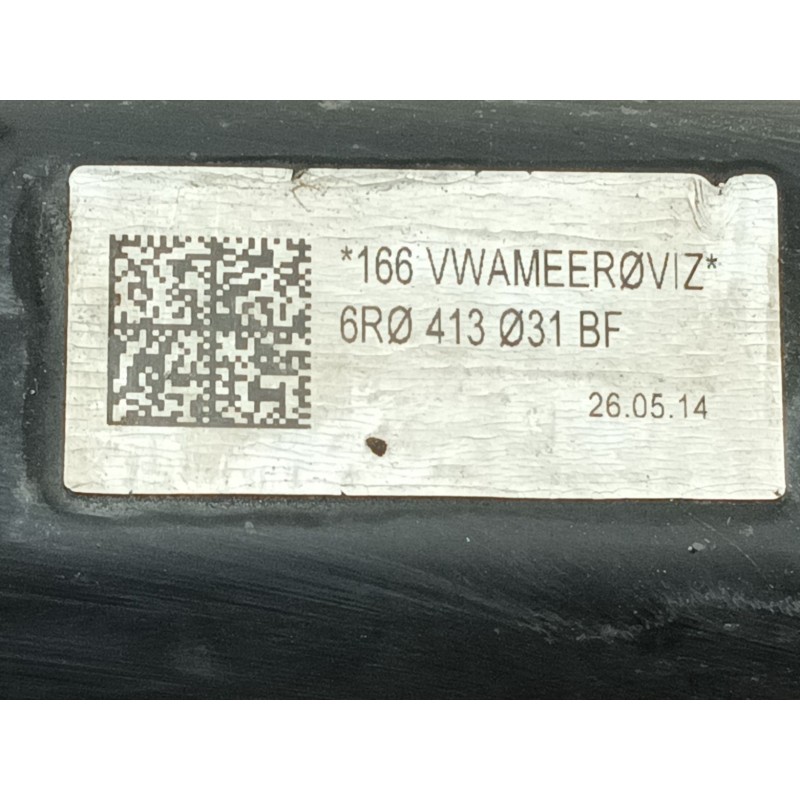 *166 VWAMEERØVIZ*
6RØ 413 Ø31 BF
26.05.14